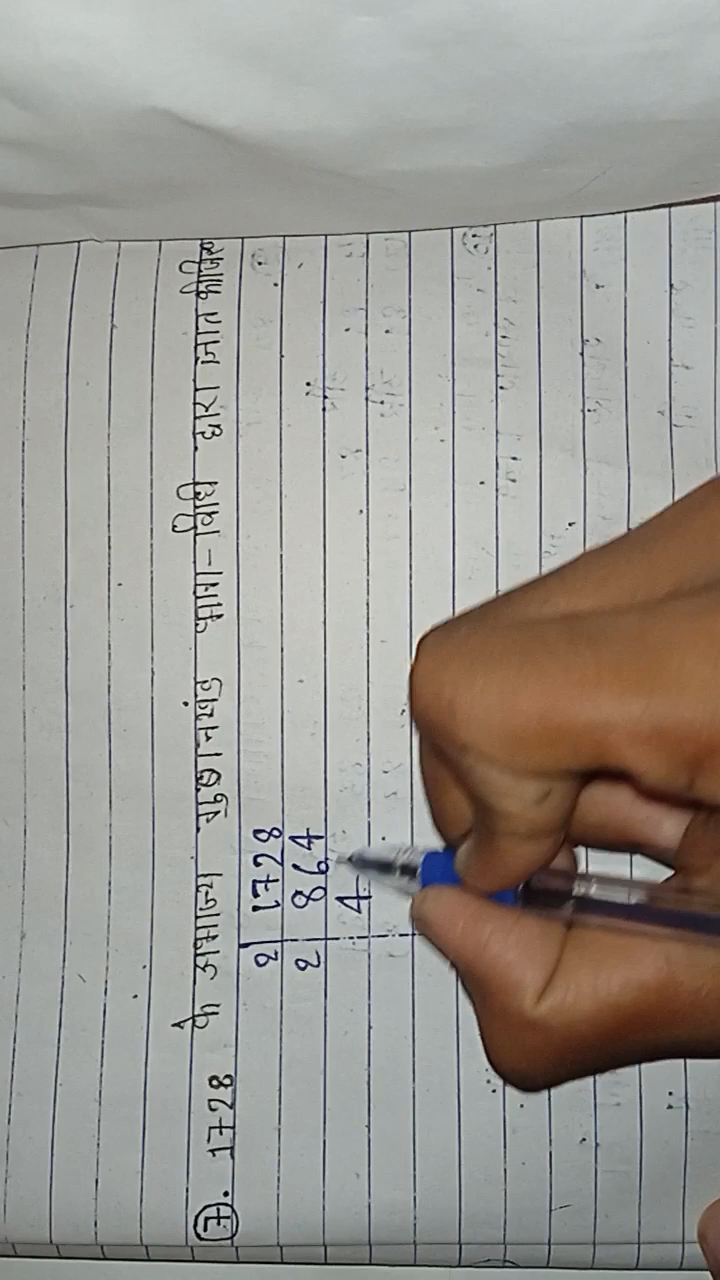 7. 1728 के अभाज्य गुणनखंड भाग-विधि द्वारा ज्ञात कीजिए
2 | 1728
2 | 864
4